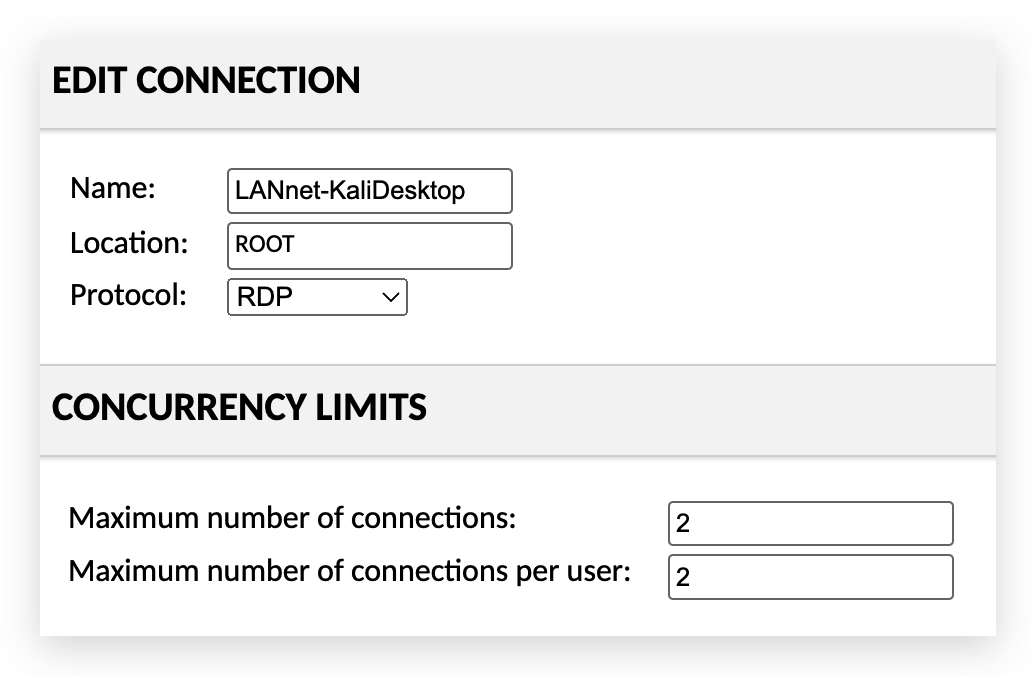 EDIT CONNECTION
Name: LANnet-KaliDesktop
Location: ROOT
Protocol: RDP
CONCURRENCY LIMITS
Maximum number of connections: 2
Maximum number of connections per user: 2